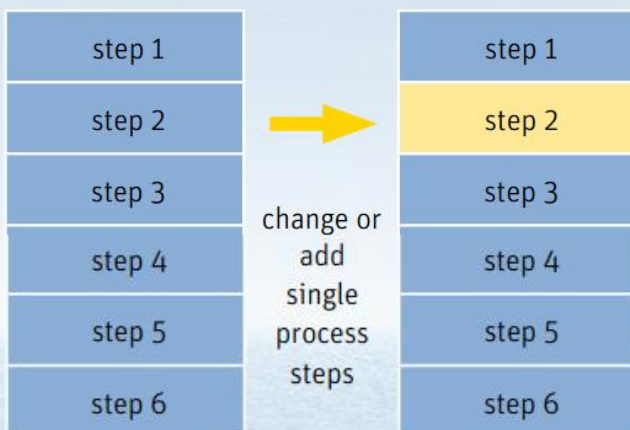 step 1
step 2
step 3
step 4
step 5
step 6
change or
add
single
process
steps
step 1
step 2
step 3
step 4
step 5
step 6